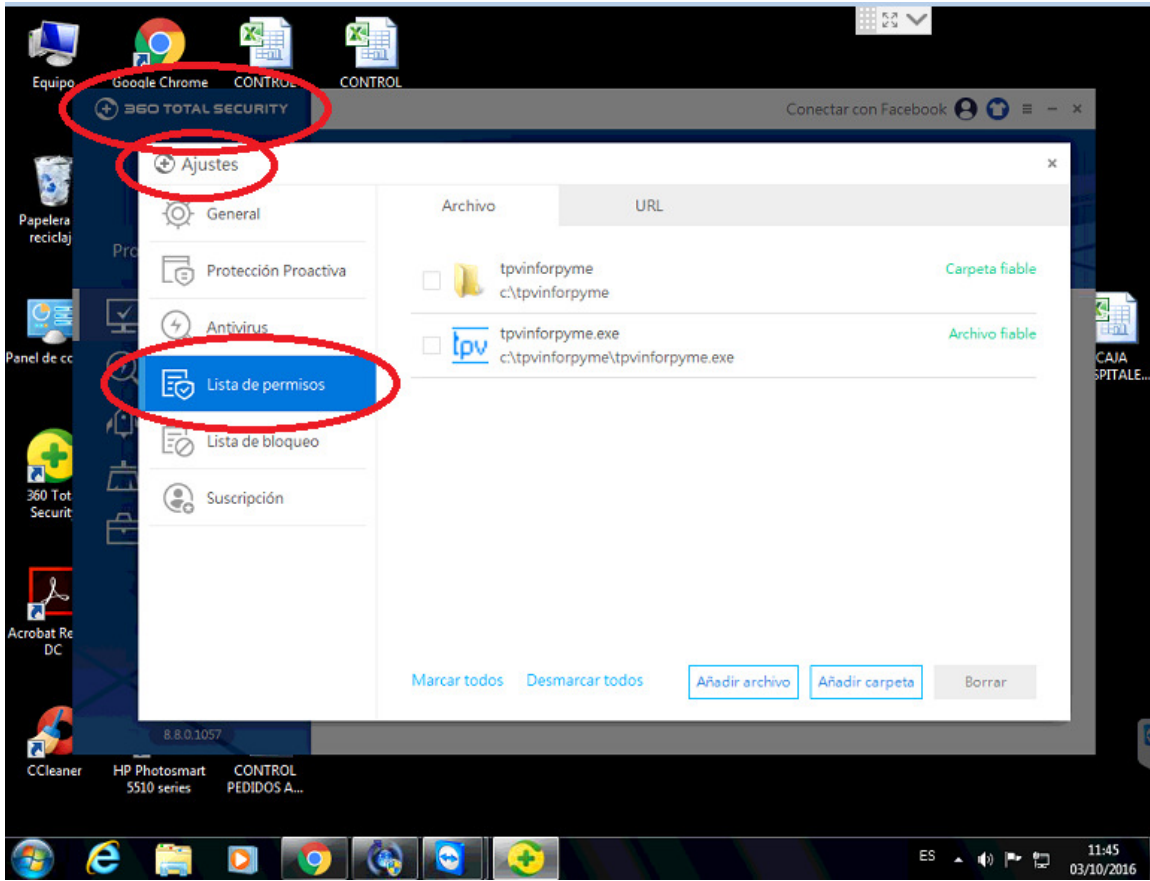 Equipo
Google Chrome
CONTROL
CONTROL
360 TOTAL SECURITY
Conectar con Facebook
Ajustes
Papelera
reciclaj
Pro
General
Protección Proactiva
Antivirus
Lista de permisos
Lista de bloqueo
Suscripción
Archivo
URL
tpvinforpyme
c:\tpvinforpyme
Carpeta fiable
tpv
tpvinforpyme.exe
c:\tpvinforpyme\tpvinforpyme.exe
Archivo fiable
Marcar todos
Desmarcar todos
Añadir archivo
Añadir carpeta
Borrar
Panel de cc
CAJA
SPITALE...
360 Tot
Securit
Acrobat Re
DC
8.8.0.1057
CCleaner
HP Photosmart
5510 series
CONTROL
PEDIDOS A...
ES
11:45
03/10/2016